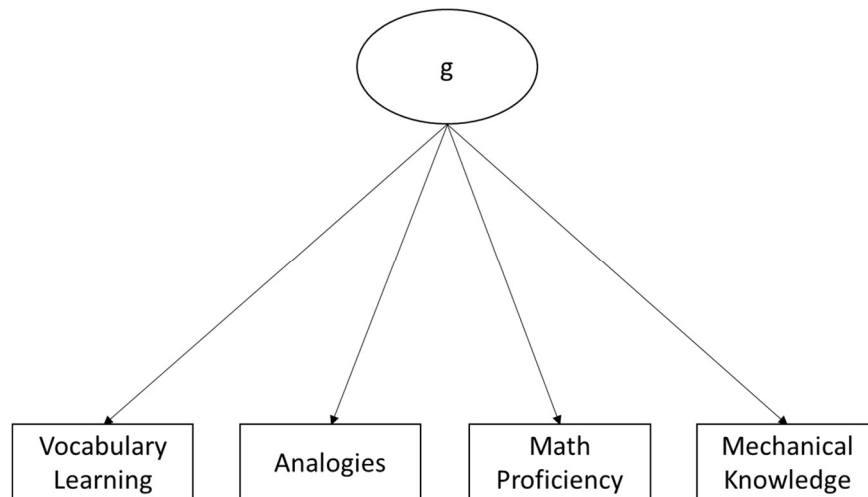 g
Vocabulary
Learning
Analogies
Math
Proficiency
Mechanical
Knowledge